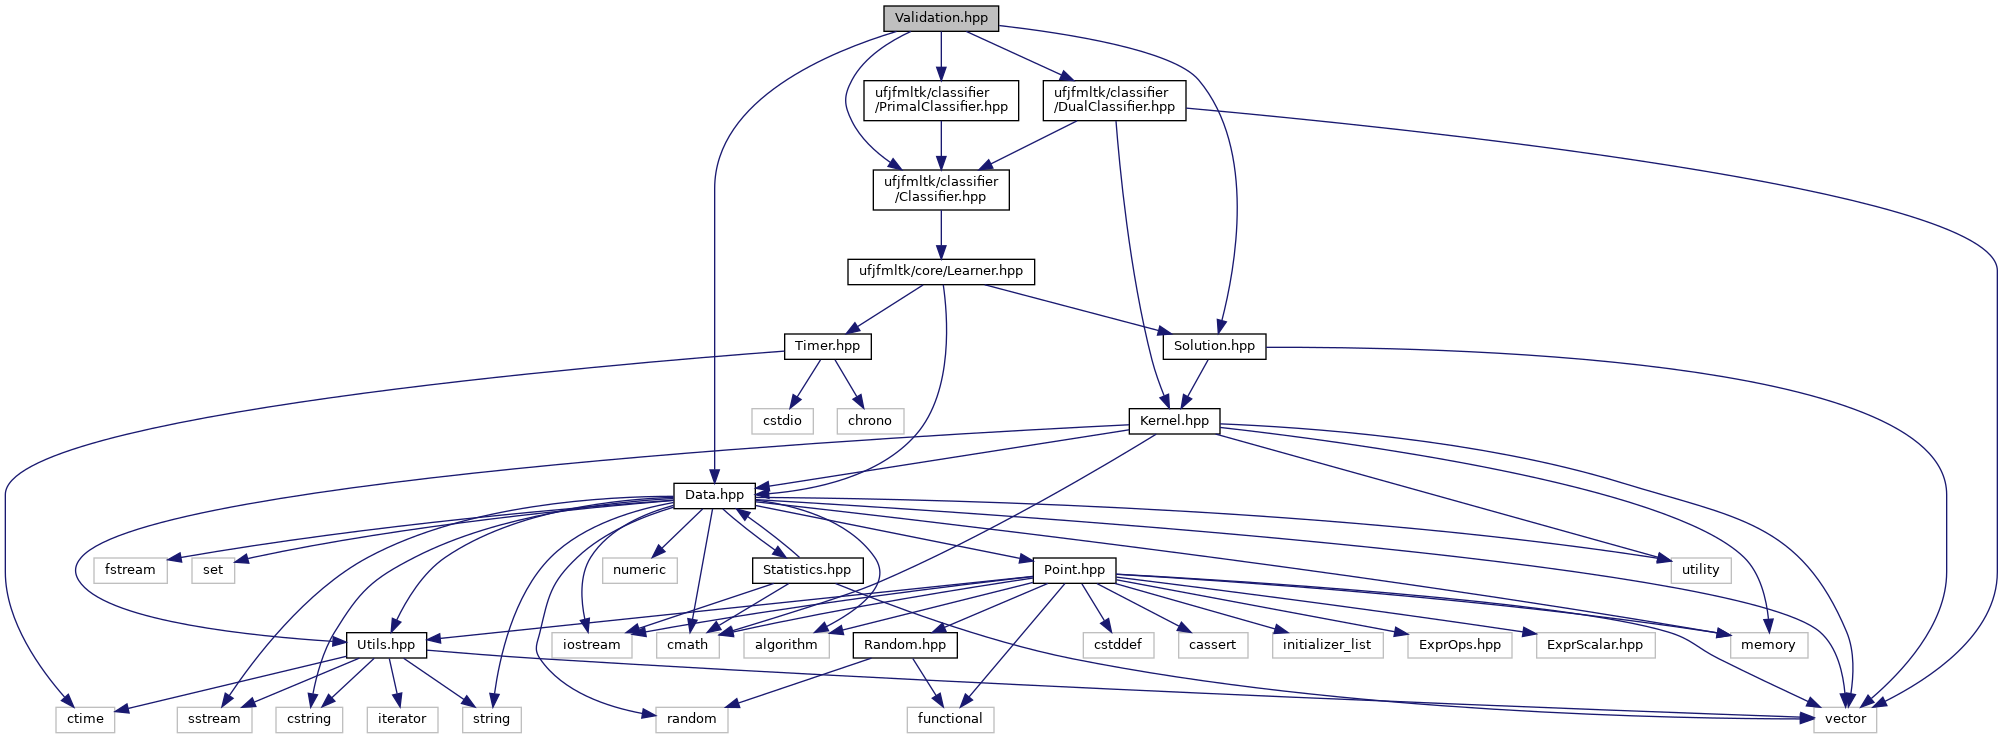 Validation.hpp
ufjfmltk/classifier
/PrimalClassifier.hpp
ufjfmltk/classifier
/DualClassifier.hpp
ufjfmltk/classifier
/Classifier.hpp
ufjfmltk/core/Learner.hpp
Timer.hpp
Solution.hpp
cstdio
chrono
Kernel.hpp
Data.hpp
fstream
set
numeric
Statistics.hpp
Point.hpp
utility
Utils.hpp
iostream
cmath
algorithm
Random.hpp
cstddef
cassert
initializer_list
ExprOps.hpp
ExprScalar.hpp
memory
ctime
sstream
cstring
iterator
string
random
functional
vector